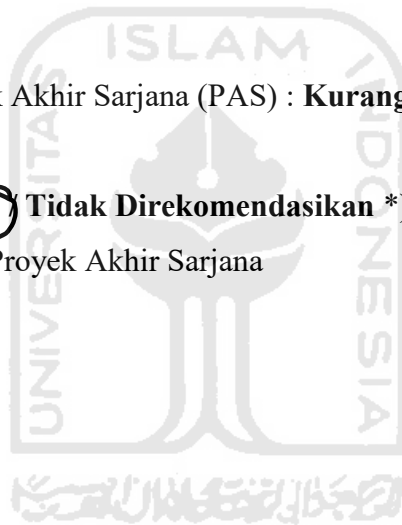 ISLAM
UNIVERSITAS
INDONESIA
k Akhir Sarjana (PAS) : Kurang
/ Tidak Direkomendasikan *)
Proyek Akhir Sarjana